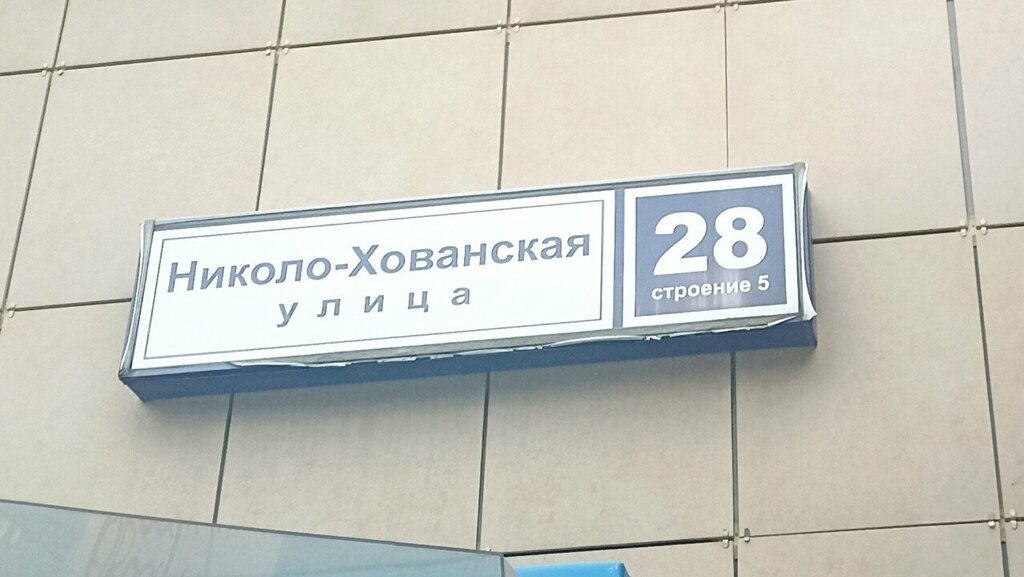 Николо-Хованская
улица
28
строение 5